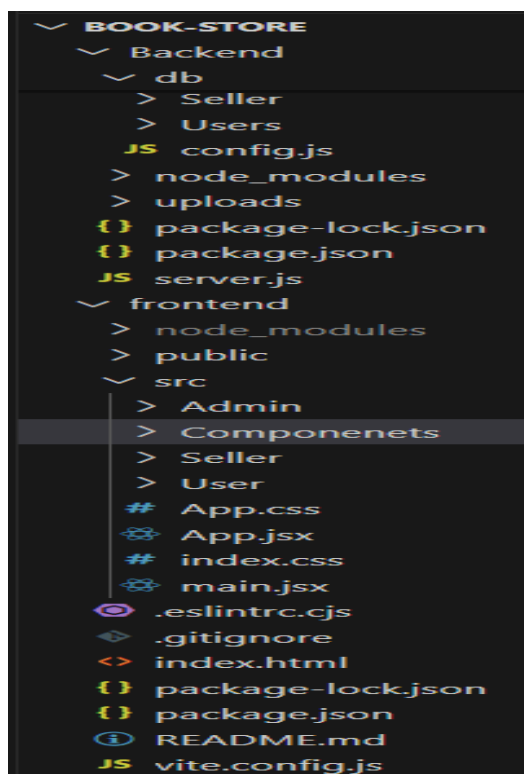 BOOK-STORE
Backend
db
Seller
Users
JS config.js
node_modules
uploads
{} package-lock.json
{} package.json
JS server.js
frontend
node_modules
public
src
Admin
Componenets
Seller
User
# App.css
App.jsx
# index.css
main.jsx
.eslintrc.cjs
.gitignore
<> index.html
{} package-lock.json
{} package.json
README.md
JS vite.config.js